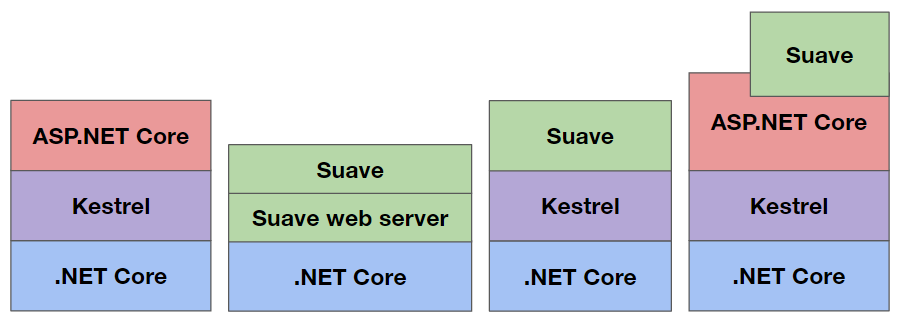 ASP.NET Core
Kestrel
.NET Core
Suave
Suave web server
.NET Core
Suave
Kestrel
.NET Core
Suave
ASP.NET Core
Kestrel
.NET Core